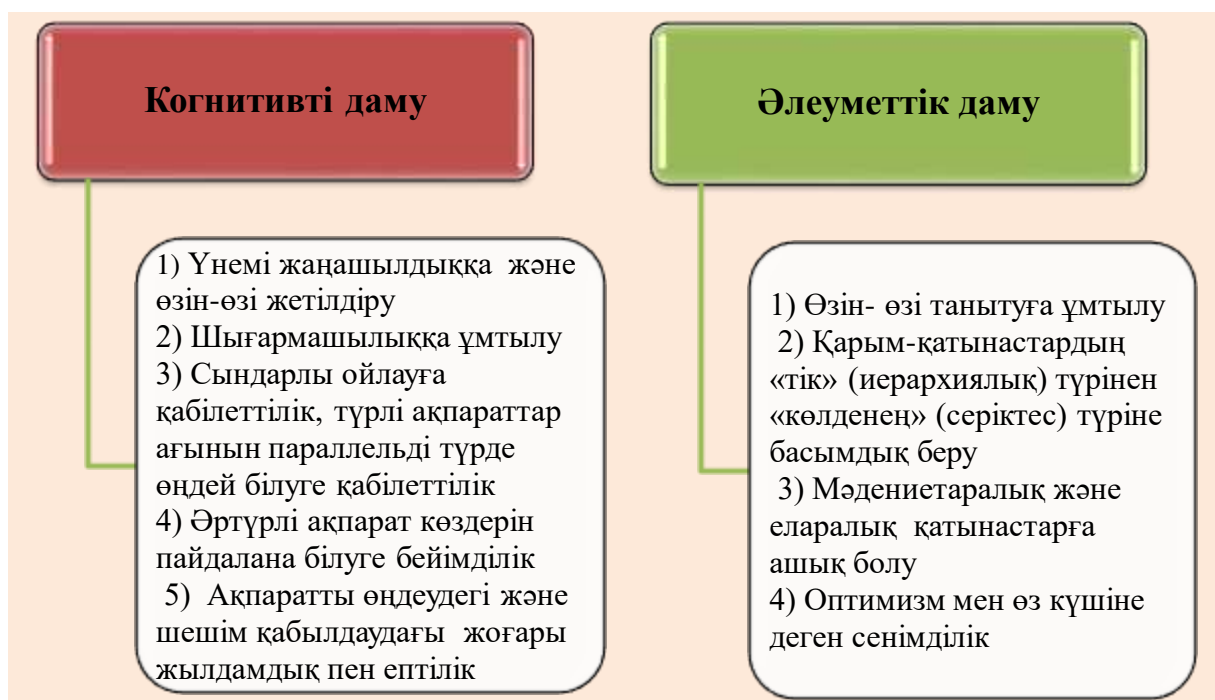 Когнитивті даму
1) Үнемі жаңашылдыққа және
өзін-өзі жетілдіру
2) Шығармашылыққа ұмтылу
3) Сындарлы ойлауға
қабілеттілік, түрлі ақпараттар
ағынын параллельді түрде
өңдей білуге қабілеттілік
4) Әртүрлі ақпарат көздерін
пайдалана білуге бейімділік
5) Ақпаратты өңдеудегі және
шешім қабылдаудағы жоғары
жылдамдық пен ептілік
Әлеуметтік даму
1) Өзін- өзі танытуға ұмтылу
2) Қарым-қатынастардың
«тік» (иерархиялық) түрінен
«көлденең» (серіктес) түріне
басымдық беру
3) Мәдениетаралық және
еларалық қатынастарға
ашық болу
4) Оптимизм мен өз күшіне
деген сенімділік